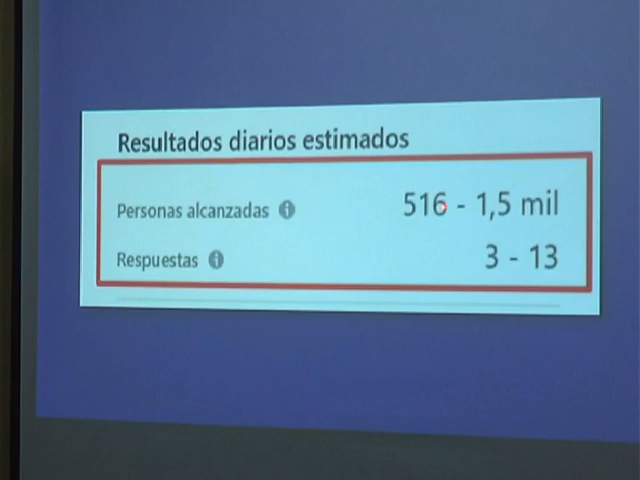 Resultados diarios estimados
Personas alcanzadas 516 - 1,5 mil
Respuestas 3 - 13